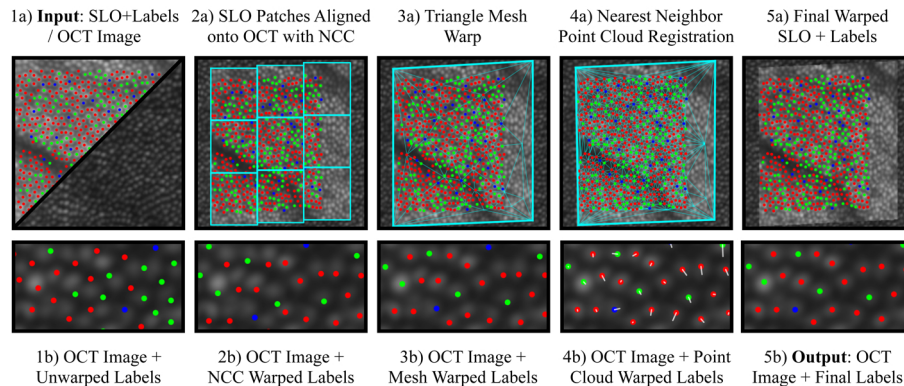 1a) Input: SLO+Labels
/ OCT Image
2a) SLO Patches Aligned
onto OCT with NCC
3a) Triangle Mesh
Warp
4a) Nearest Neighbor
Point Cloud Registration
5a) Final Warped
SLO + Labels
1b) OCT Image +
Unwarped Labels
2b) OCT Image +
NCC Warped Labels
3b) OCT Image +
Mesh Warped Labels
4b) OCT Image + Point
Cloud Warped Labels
5b) Output: OCT
Image + Final Labels